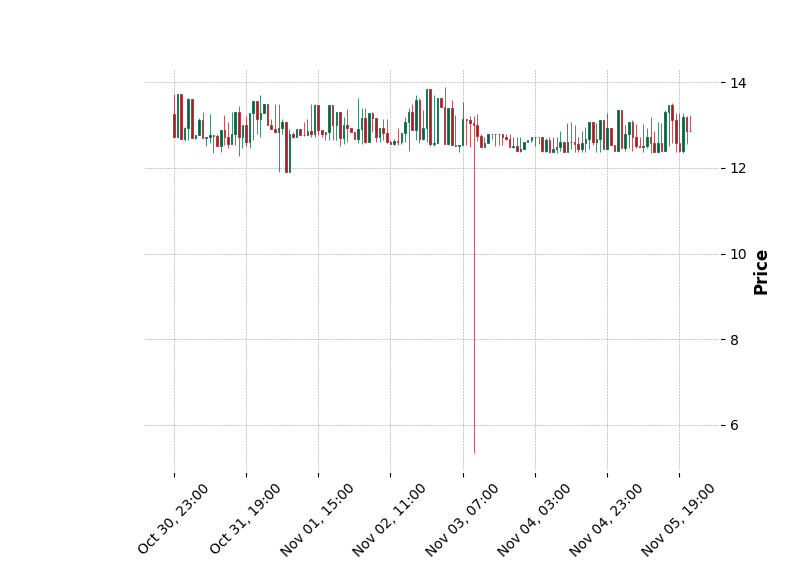 14
12
10
8
6
Price
Oct 30, 23:00
Oct 31, 19:00
Nov 01, 15:00
Nov 02, 11:00
Nov 03, 07:00
Nov 04, 03:00
Nov 04, 23:00
Nov 05, 19:00